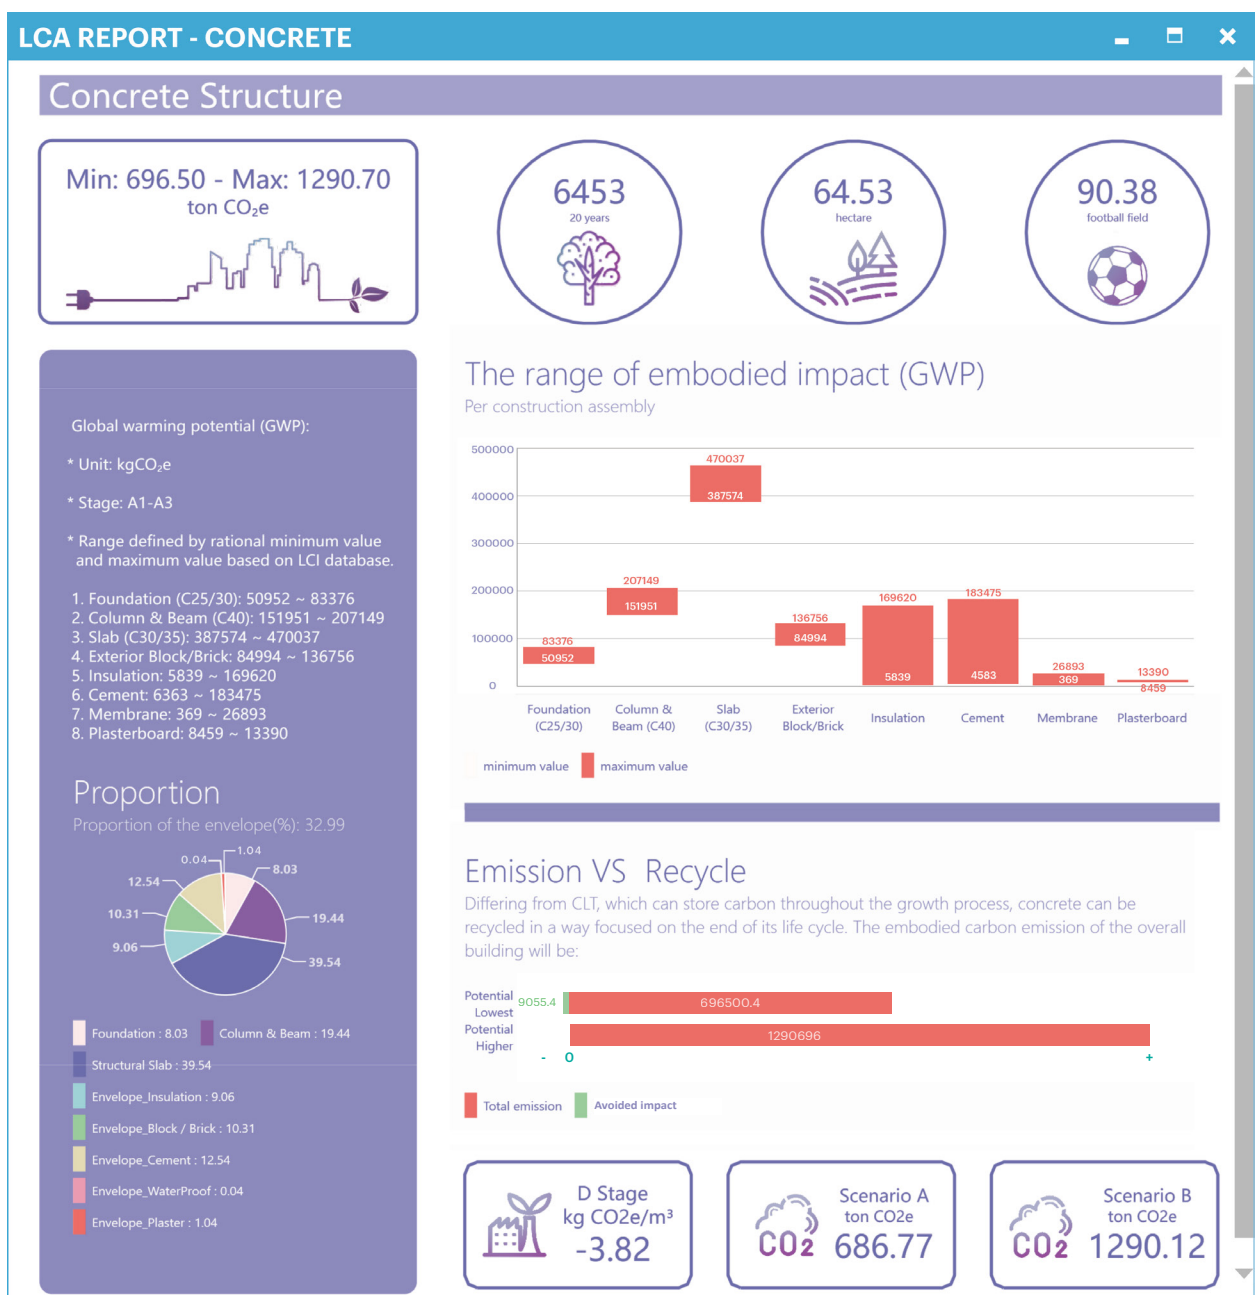 LCA REPORT - CONCRETE
Concrete Structure
Min: 696.50 - Max: 1290.70
ton CO₂e
6453
20 years
64.53
hectare
90.38
football field
Global warming potential (GWP):
* Unit: kgCO₂e
* Stage: A1-A3
* Range defined by rational minimum value
and maximum value based on LCI database.
1. Foundation (C25/30): 50952 ~ 83376
2. Column & Beam (C40): 151951 ~ 207149
3. Slab (C30/35): 387574 ~ 470037
4. Exterior Block/Brick: 84994 ~ 136756
5. Insulation: 5839 ~ 169620
6. Cement: 6363 ~ 183475
7. Membrane: 369 ~ 26893
8. Plasterboard: 8459 ~ 13390
Proportion
Proportion of the envelope(%): 32.99
1.04
0.04
8.03
12.54
10.31
19.44
9.06
39.54
Foundation : 8.03
Column & Beam : 19.44
Structural Slab : 39.54
Envelope_Insulation : 9.06
Envelope_Block / Brick : 10.31
Envelope_Cement : 12.54
Envelope_WaterProof : 0.04
Envelope_Plaster : 1.04
The range of embodied impact (GWP)
Per construction assembly
500000
400000
300000
200000
100000
0
83376
50952
207149
151951
470037
387574
136756
84994
169620
5839
183475
4583
26893
369
13390
8459
Foundation
(C25/30)
Column &
Beam (C40)
Slab
(C30/35)
Exterior
Block/Brick
Insulation
Cement
Membrane
Plasterboard
minimum value
maximum value
Emission VS Recycle
Differing from CLT, which can store carbon throughout the growth process, concrete can be
recycled in a way focused on the end of its life cycle. The embodied carbon emission of the overall
building will be:
Potential
Lowest
9055.4
696500.4
Potential
Higher
1290696
- 0 +
Total emission
Avoided impact
D Stage
kg CO2e/m³
-3.82
CO2
Scenario A
ton CO2e
686.77
CO2
Scenario B
ton CO2e
1290.12